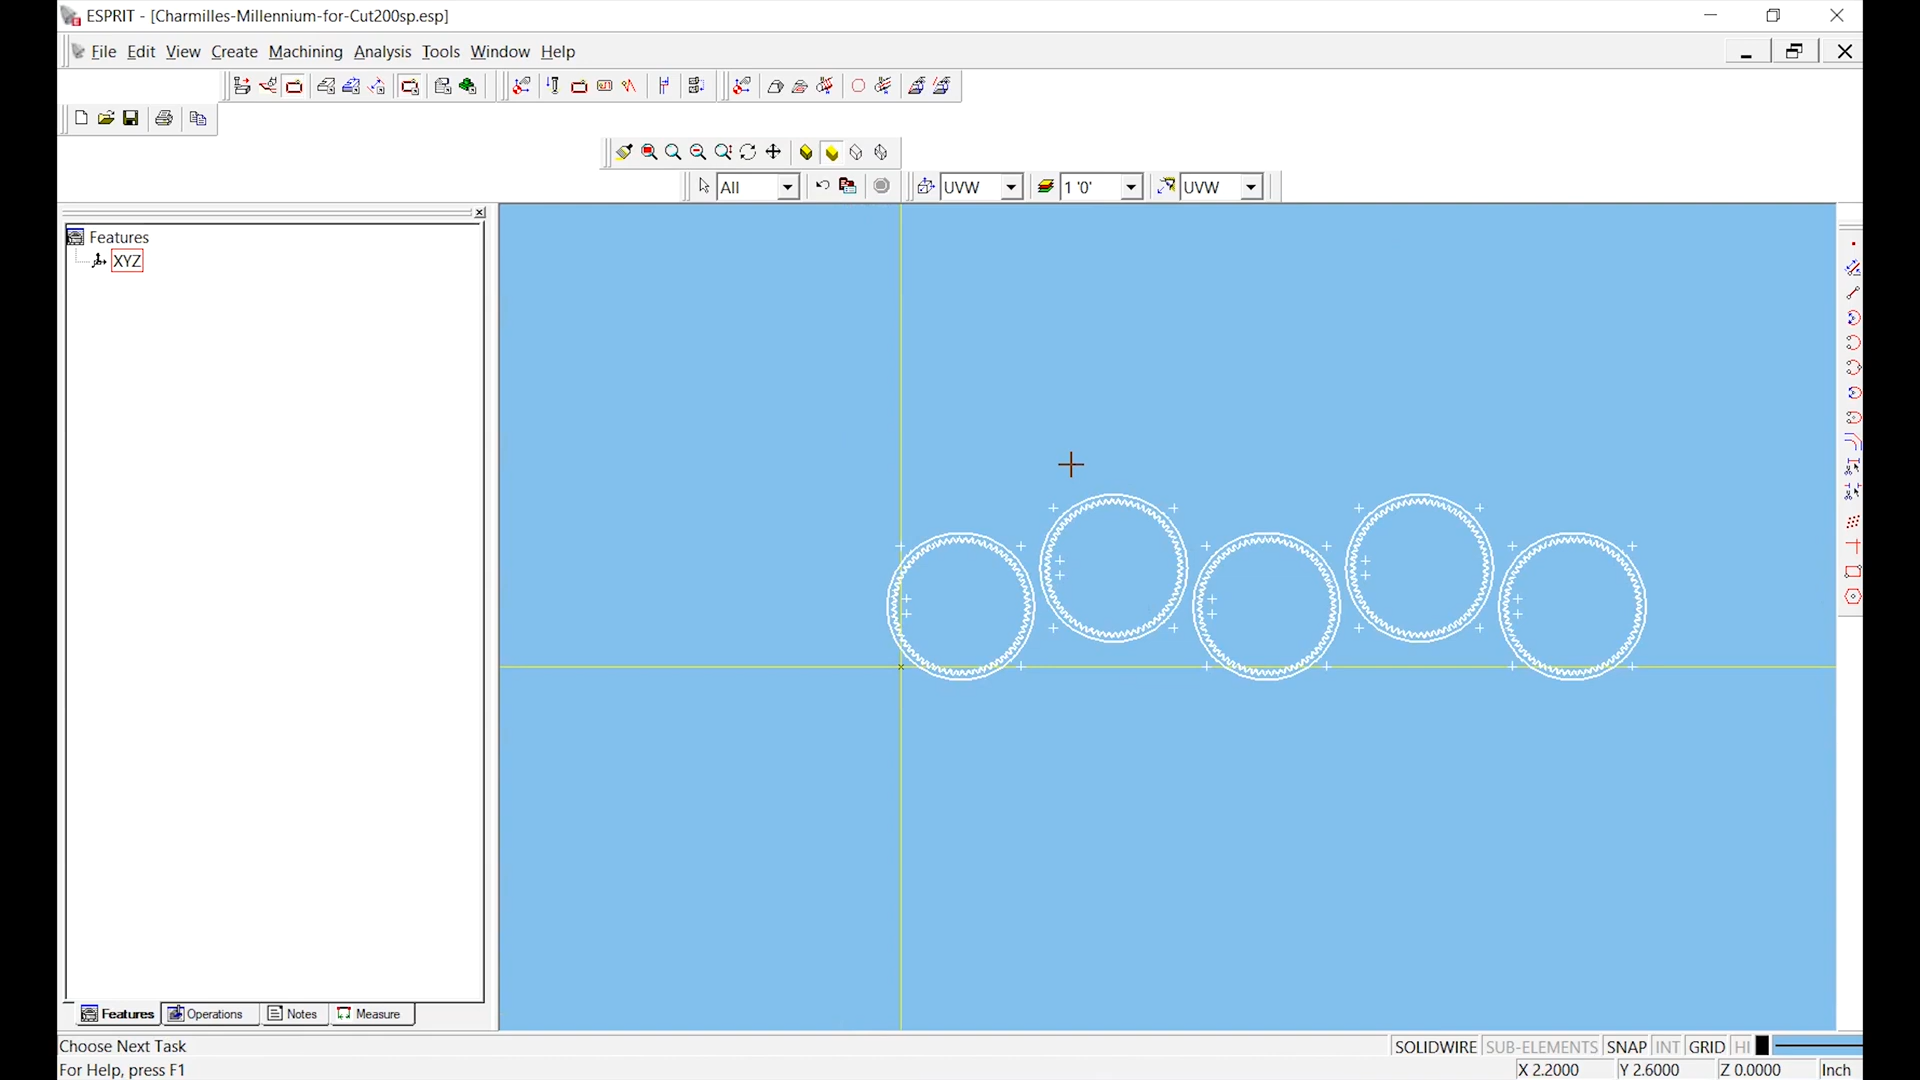 ESPRIT - [Charmilles-Millennium-for-Cut200sp.esp]
File Edit View Create Machining Analysis Tools Window Help
All UVW 1 '0' UVW
Features
XYZ
Features Operations Notes Measure
Choose Next Task SOLIDWIRE SUB-ELEMENTS SNAP INT GRID HI
For Help, press F1 X 2.2000 Y 2.6000 Z 0.0000 Inch